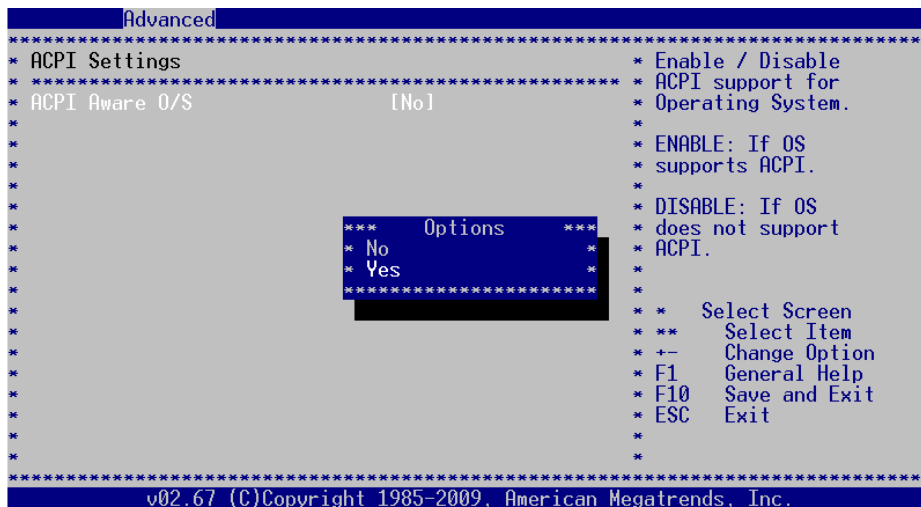 Advanced
ACPI Settings
ACPI Aware O/S [No]
Options
No
Yes
Enable / Disable
ACPI support for
Operating System.
ENABLE: If OS
supports ACPI.
DISABLE: If OS
does not support
ACPI.
* Select Screen
** Select Item
+- Change Option
F1 General Help
F10 Save and Exit
ESC Exit
v02.67 (C)Copyright 1985-2009, American Megatrends, Inc.